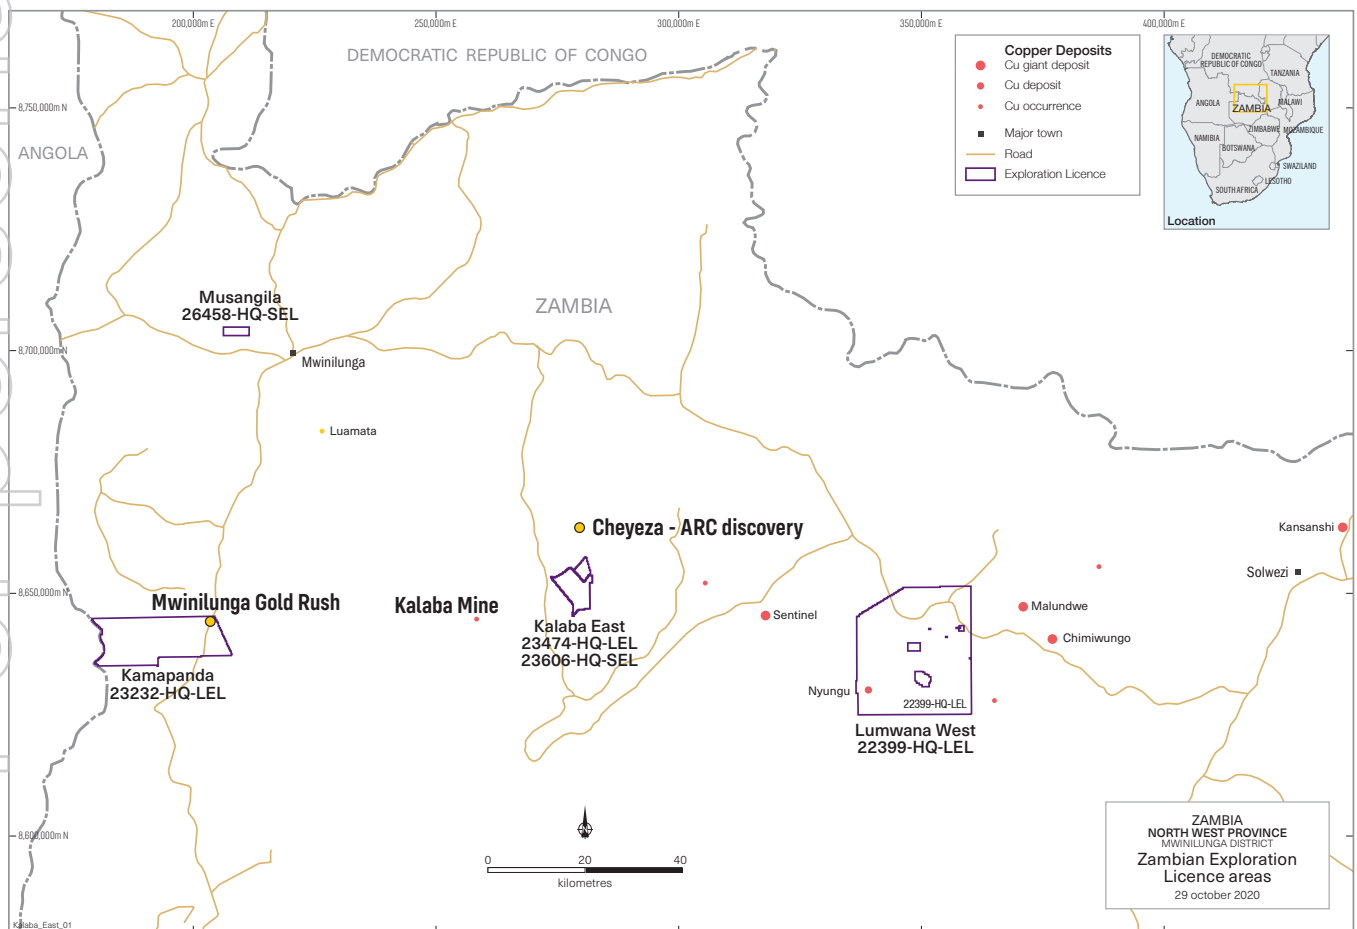 200,000m E
250,000m E
300,000m E
350,000m E
400,000m E
DEMOCRATIC REPUBLIC OF CONGO
Copper Deposits
Cu giant deposit
Cu deposit
Cu occurrence
Major town
Road
Exploration Licence
DEMOCRATIC
REPUBLIC OF CONGO
TANZANIA
ANGOLA
ZAMBIA
MALAWI
ZIMBABWE
MOZAMBIQUE
NAMIBIA
BOTSWANA
SWAZILAND
LESOTHO
SOUTH AFRICA
Location
8,750,000m N
ANGOLA
Musangila
26458-HQ-SEL
ZAMBIA
8,700,000m N
Mwinilunga
Luamata
Cheyeza - ARC discovery
Kansanshi
Solwezi
8,650,000m N
Mwinilunga Gold Rush
Kalaba Mine
Sentinel
Malundwe
Chimiwungo
Kalaba East
23474-HQ-LEL
23606-HQ-SEL
Kamapanda
23232-HQ-LEL
Nyungu
22399-HQ-LEL
Lumwana West
22399-HQ-LEL
8,600,000m N
0 20 40
kilometres
ZAMBIA
NORTH WEST PROVINCE
MWINILUNGA DISTRICT
Zambian Exploration
Licence areas
29 october 2020
Kalaba_East_01